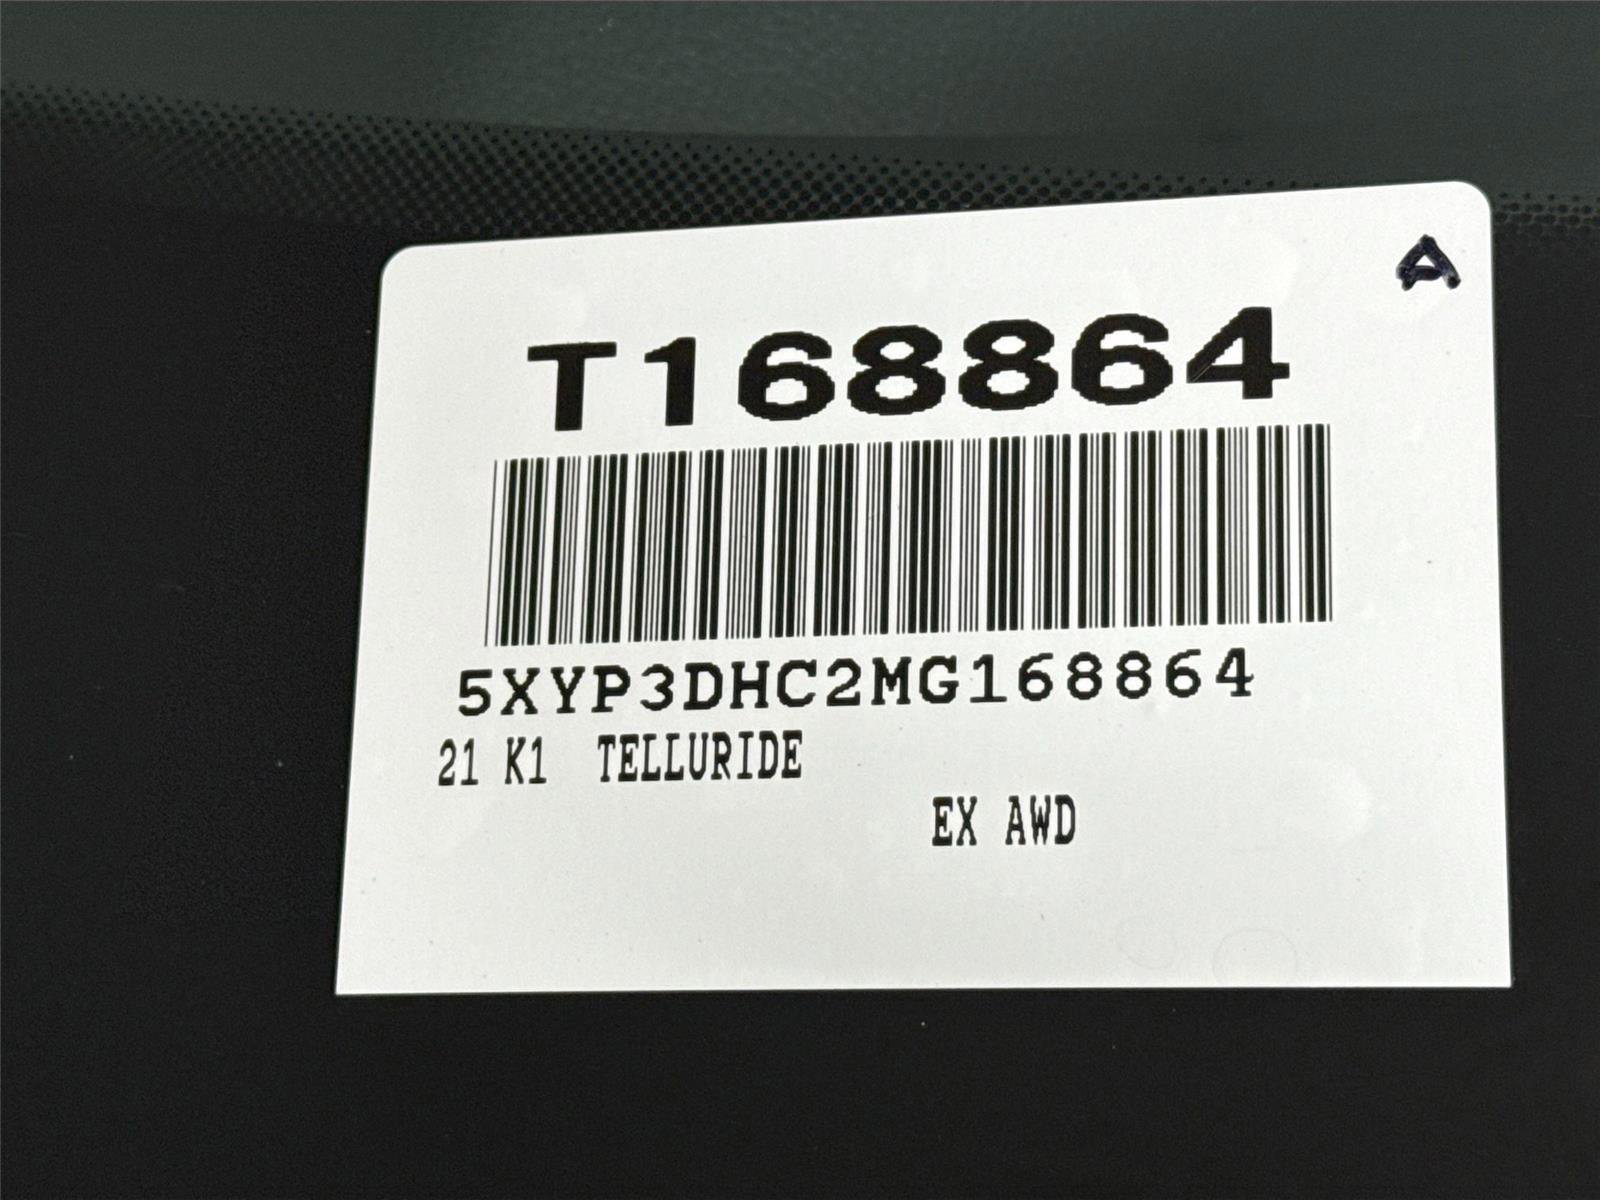 A
T168864
5XYP3DHC2MG168864
21 K1 TELLURIDE
EX AWD